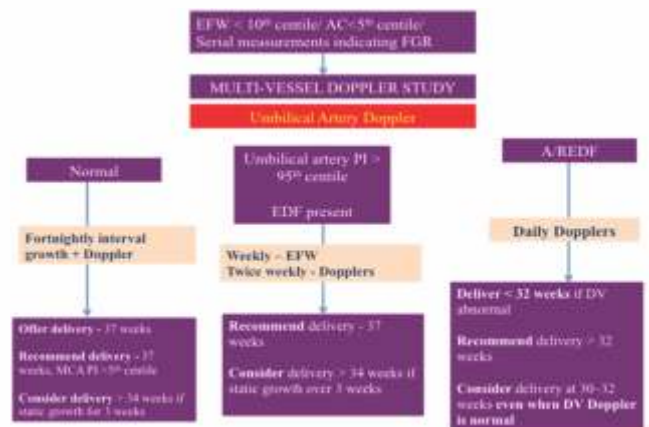 EFW < 10th centile/ AC<5th centile/
Serial measurements indicating FGR
MULTI-VESSEL DOPPLER STUDY
Umbilical Artery Doppler
Normal
Fortnightly interval
growth + Doppler
Offer delivery - 37 weeks
Recommend delivery - 37
weeks, MCA PI <5th centile
Consider delivery > 34 weeks if
static growth for 3 weeks
Umbilical artery PI >
95th centile
EDF present
Weekly – EFW
Twice weekly - Dopplers
Recommend delivery - 37
weeks
Consider delivery > 34 weeks if
static growth over 3 weeks
A/REDF
Daily Dopplers
Deliver < 32 weeks if DV
abnormal
Recommend delivery > 32
weeks
Consider delivery at 30–32
weeks even when DV Doppler
is normal